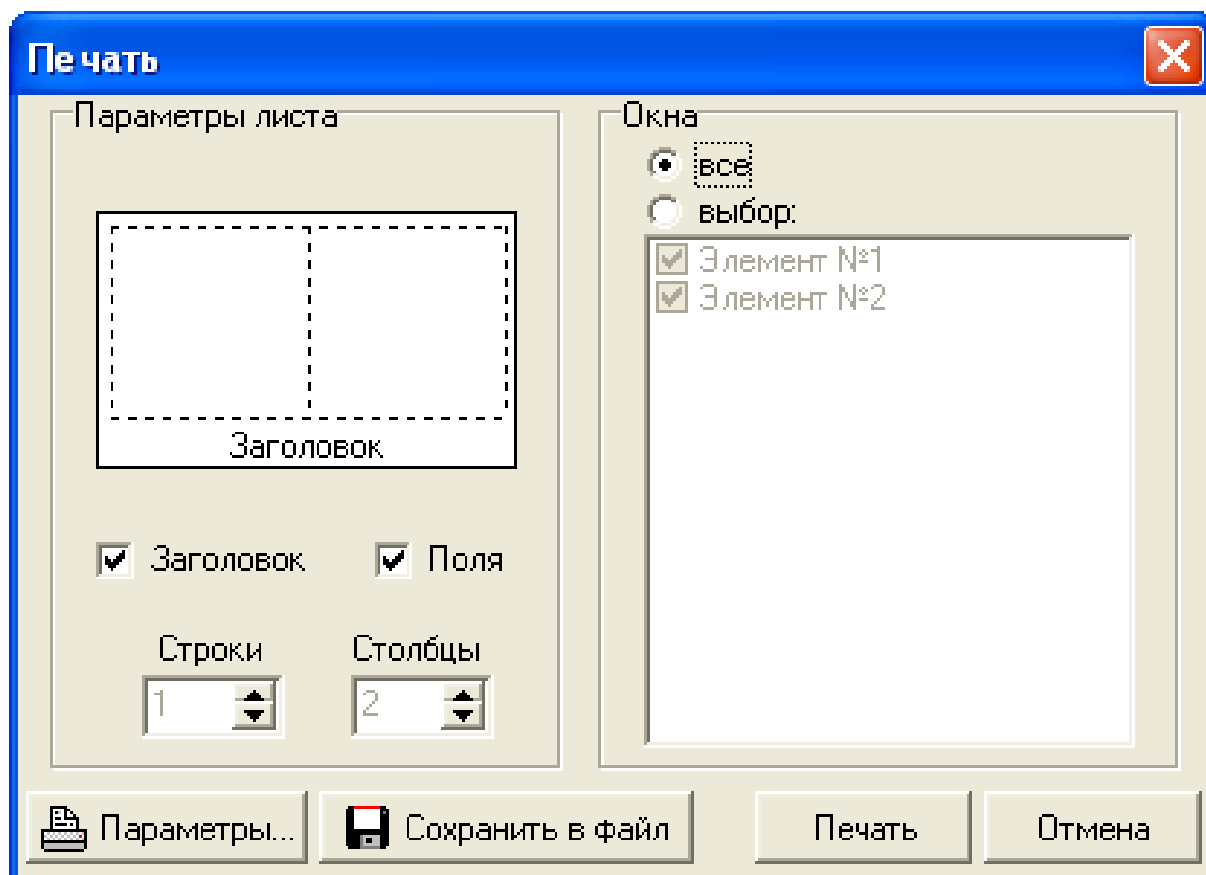 Печать
Параметры листа
Заголовок
Заголовок
Поля
Строки
Столбцы
1
2
Окна
все
выбор:
Элемент №1
Элемент №2
Параметры...
Сохранить в файл
Печать
Отмена